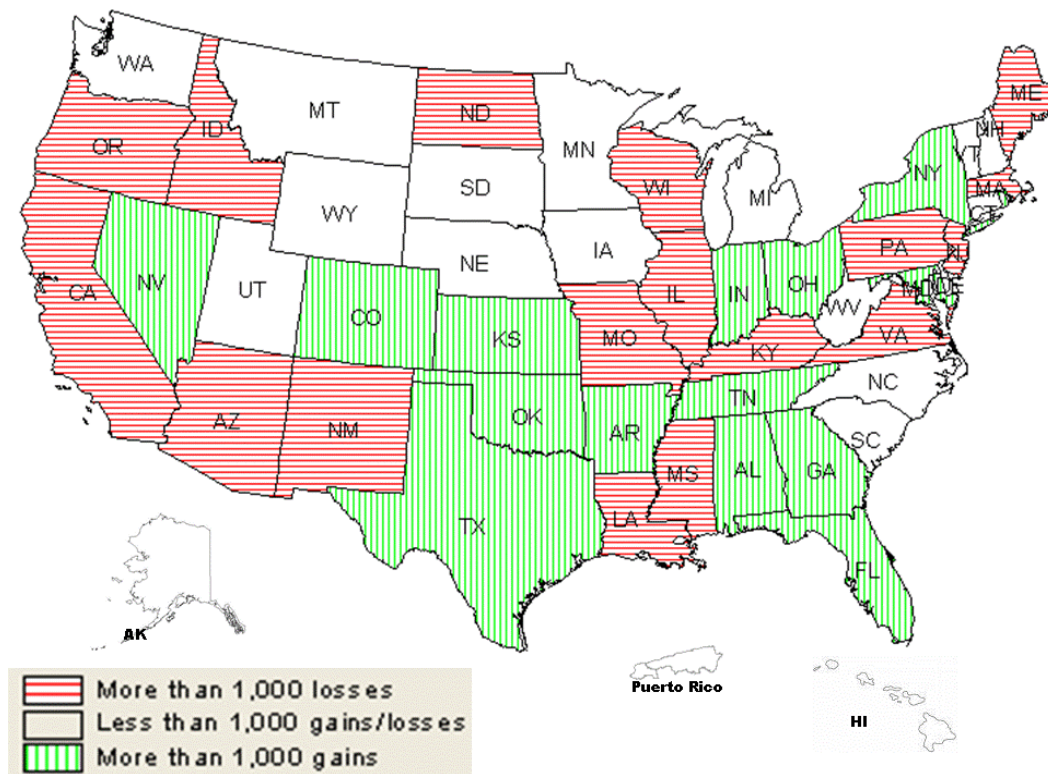 WA
ME
MT
ND
ID
OR
MN
NH
VT
NY
SD
WI
MI
MA
WY
CT
IA
PA
NJ
NE
UT
NV
CA
IL
IN
OH
MD
DE
WV
CO
KS
MO
KY
VA
NC
TN
OK
AR
AZ
NM
SC
MS
AL
GA
TX
LA
FL
AK
Puerto Rico
HI
More than 1,000 losses
Less than 1,000 gains/losses
More than 1,000 gains